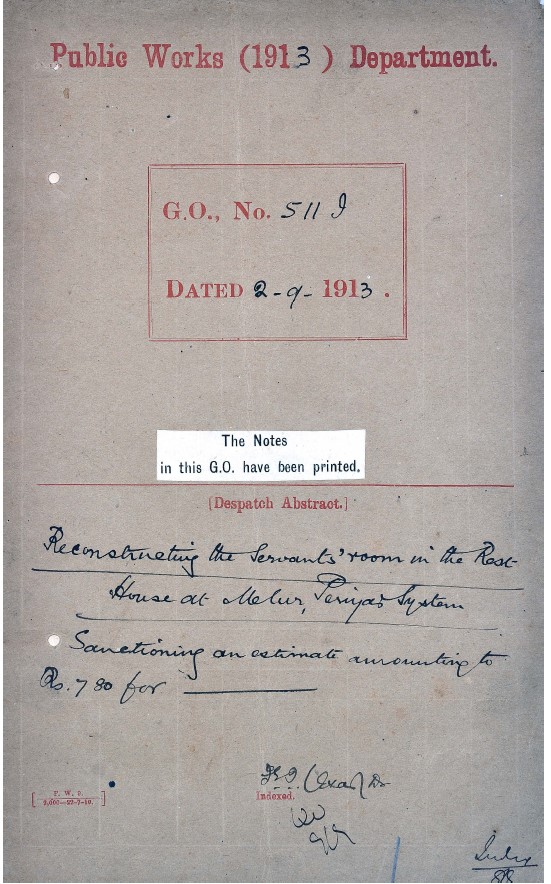 Public Works (1913) Department.
G.O., No. 511 I
DATED 2-9-1913.
The Notes
in this G.O. have been printed.
[Despatch Abstract.]
Reconstructing the Servants' room in the Rest
House at Melur, Periyar System
Sanctioning an estimate amounting to
Rs. 780 for
P. W. D.
Indexed.
July